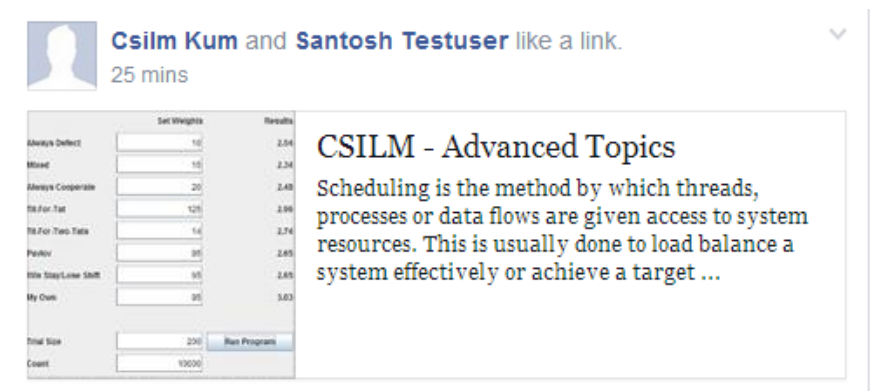 Csilm Kum and Santosh Testuser like a link.
25 mins
Set Weights Results
Always Defect 10 2.54
Mixed 10 2.34
Always Cooperate 20 2.48
Tit-For-Tat 125 2.96
Tit-For-Two-Tats 14 2.74
Pavlov 95 2.65
Win Stay/Lose Shift 95 2.65
My Own 95 3.03
Trial Size 200 Run Program
Count 10000
CSILM - Advanced Topics
Scheduling is the method by which threads,
processes or data flows are given access to system
resources. This is usually done to load balance a
system effectively or achieve a target ...